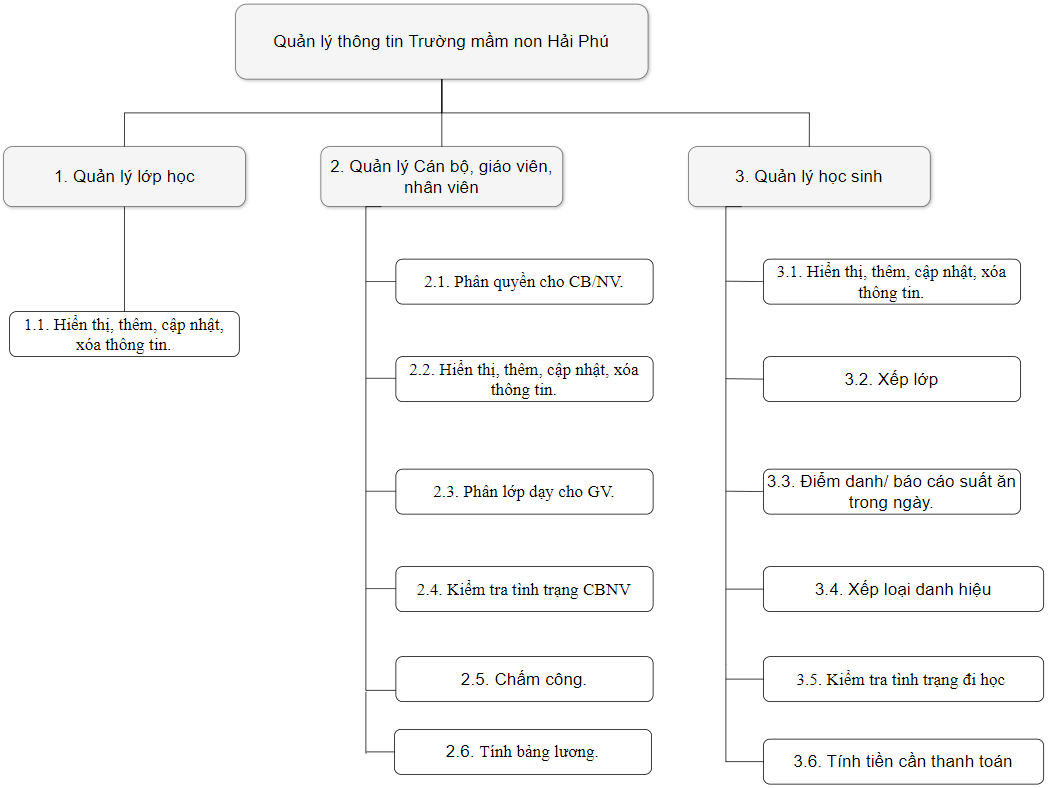 Quản lý thông tin Trường mầm non Hải Phú
1. Quản lý lớp học
2. Quản lý Cán bộ, giáo viên,
nhân viên
3. Quản lý học sinh
1.1. Hiển thị, thêm, cập nhật,
xóa thông tin.
2.1. Phân quyền cho CB/NV.
2.2. Hiển thị, thêm, cập nhật, xóa
thông tin.
2.3. Phân lớp dạy cho GV.
2.4. Kiểm tra tình trạng CBNV
2.5. Chấm công.
2.6. Tính bảng lương.
3.1. Hiển thị, thêm, cập nhật, xóa
thông tin.
3.2. Xếp lớp
3.3. Điểm danh/ báo cáo suất ăn
trong ngày.
3.4. Xếp loại danh hiệu
3.5. Kiểm tra tình trạng đi học
3.6. Tính tiền cần thanh toán